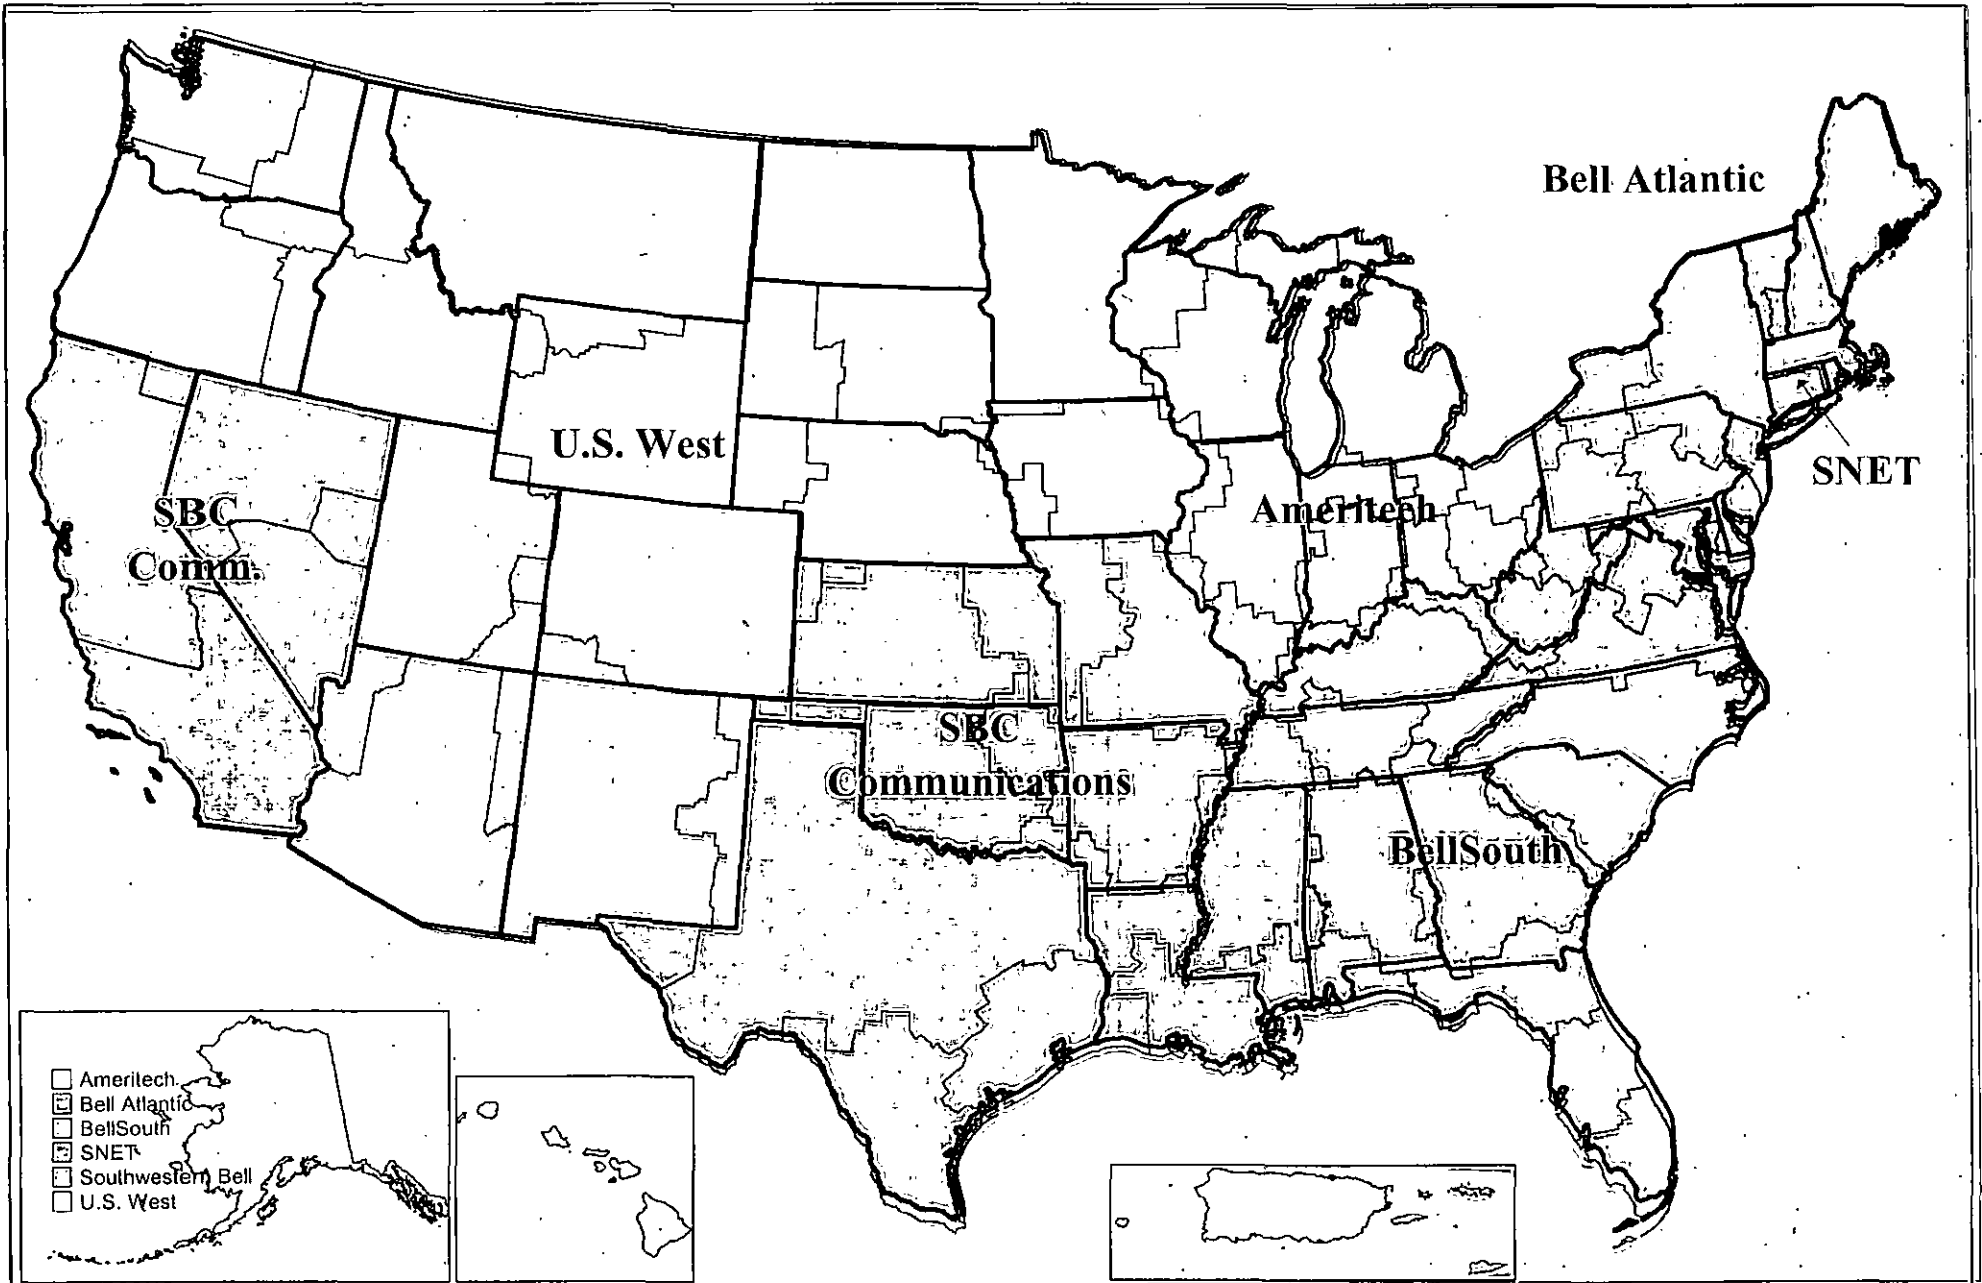 Bell Atlantic
U.S. West
SNET
SBC
Comm.
Ameritech
SBC
Communications
BellSouth
Ameritech
Bell Atlantic
BellSouth
SNET
Southwestern Bell
U.S. West